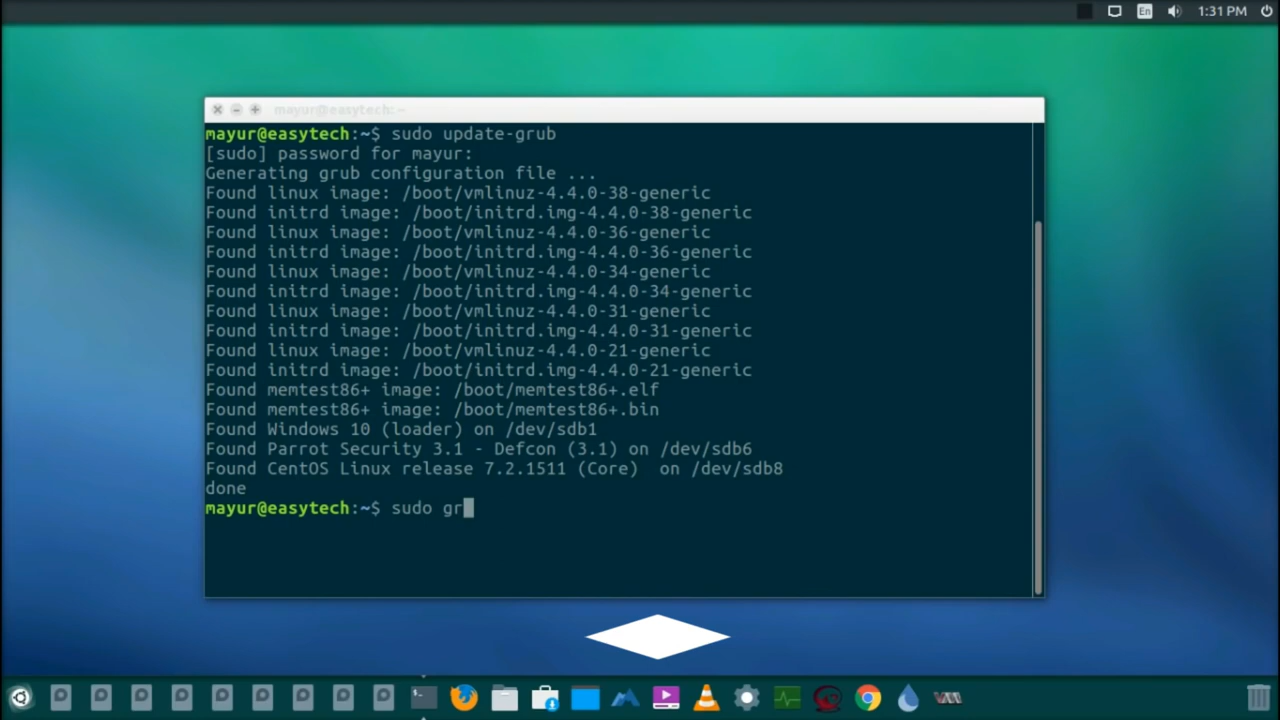 En 1:31 PM
mayur@easytech: ~
mayur@easytech:~$ sudo update-grub
[sudo] password for mayur:
Generating grub configuration file ...
Found linux image: /boot/vmlinuz-4.4.0-38-generic
Found initrd image: /boot/initrd.img-4.4.0-38-generic
Found linux image: /boot/vmlinuz-4.4.0-36-generic
Found initrd image: /boot/initrd.img-4.4.0-36-generic
Found linux image: /boot/vmlinuz-4.4.0-34-generic
Found initrd image: /boot/initrd.img-4.4.0-34-generic
Found linux image: /boot/vmlinuz-4.4.0-31-generic
Found initrd image: /boot/initrd.img-4.4.0-31-generic
Found linux image: /boot/vmlinuz-4.4.0-21-generic
Found initrd image: /boot/initrd.img-4.4.0-21-generic
Found memtest86+ image: /boot/memtest86+.elf
Found memtest86+ image: /boot/memtest86+.bin
Found Windows 10 (loader) on /dev/sdb1
Found Parrot Security 3.1 - Defcon (3.1) on /dev/sdb6
Found CentOS Linux release 7.2.1511 (Core)  on /dev/sdb8
done
mayur@easytech:~$ sudo gr